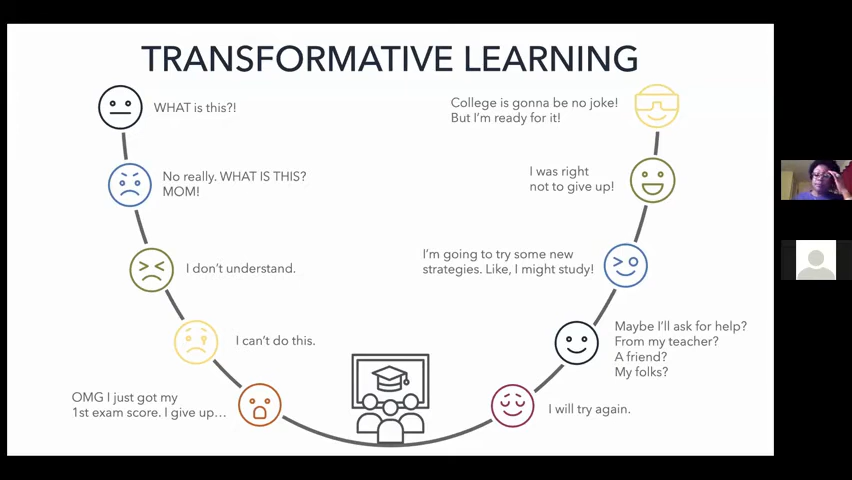 TRANSFORMATIVE LEARNING
WHAT is this?!
No really. WHAT IS THIS?
MOM!
I don't understand.
I can't do this.
OMG I just got my
1st exam score. I give up...
I will try again.
Maybe I'll ask for help?
From my teacher?
A friend?
My folks?
I'm going to try some new
strategies. Like, I might study!
I was right
not to give up!
College is gonna be no joke!
But I'm ready for it!